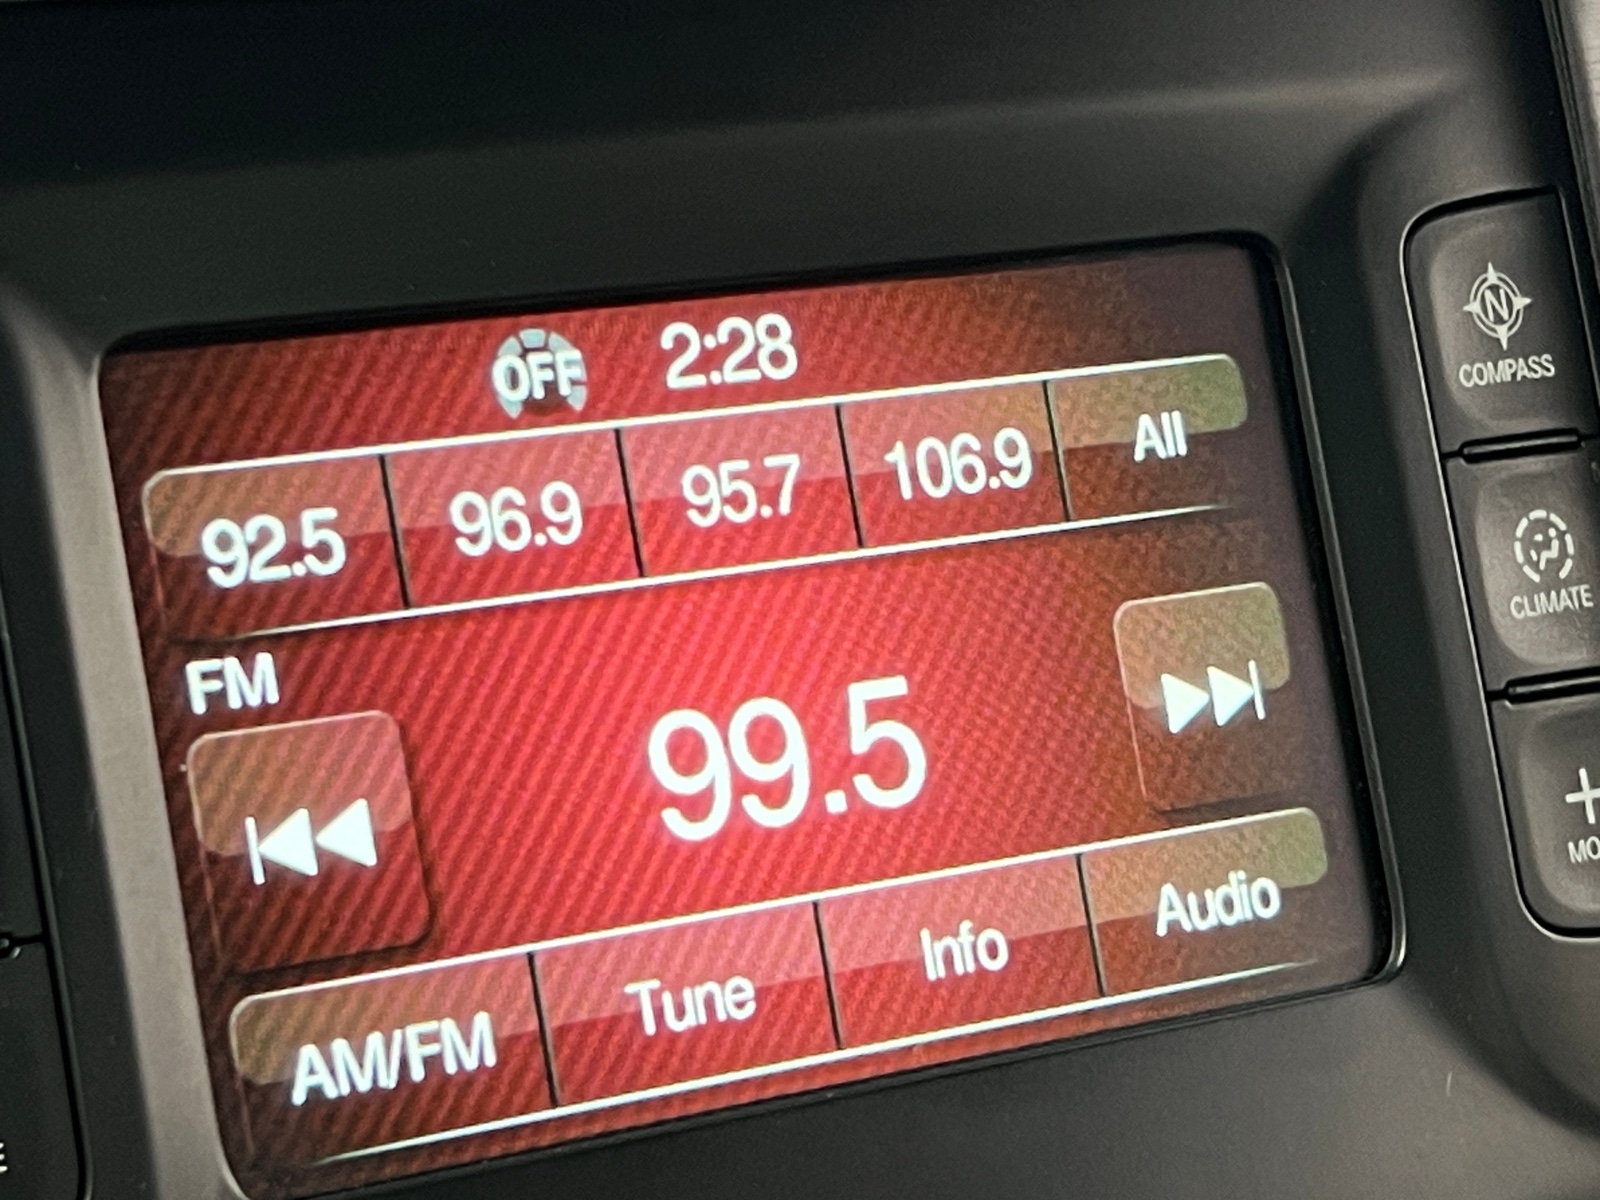 OFF 2:28
92.5 96.9 95.7 106.9 All
FM
99.5
AM/FM Tune Info Audio
N
COMPASS
CLIMATE